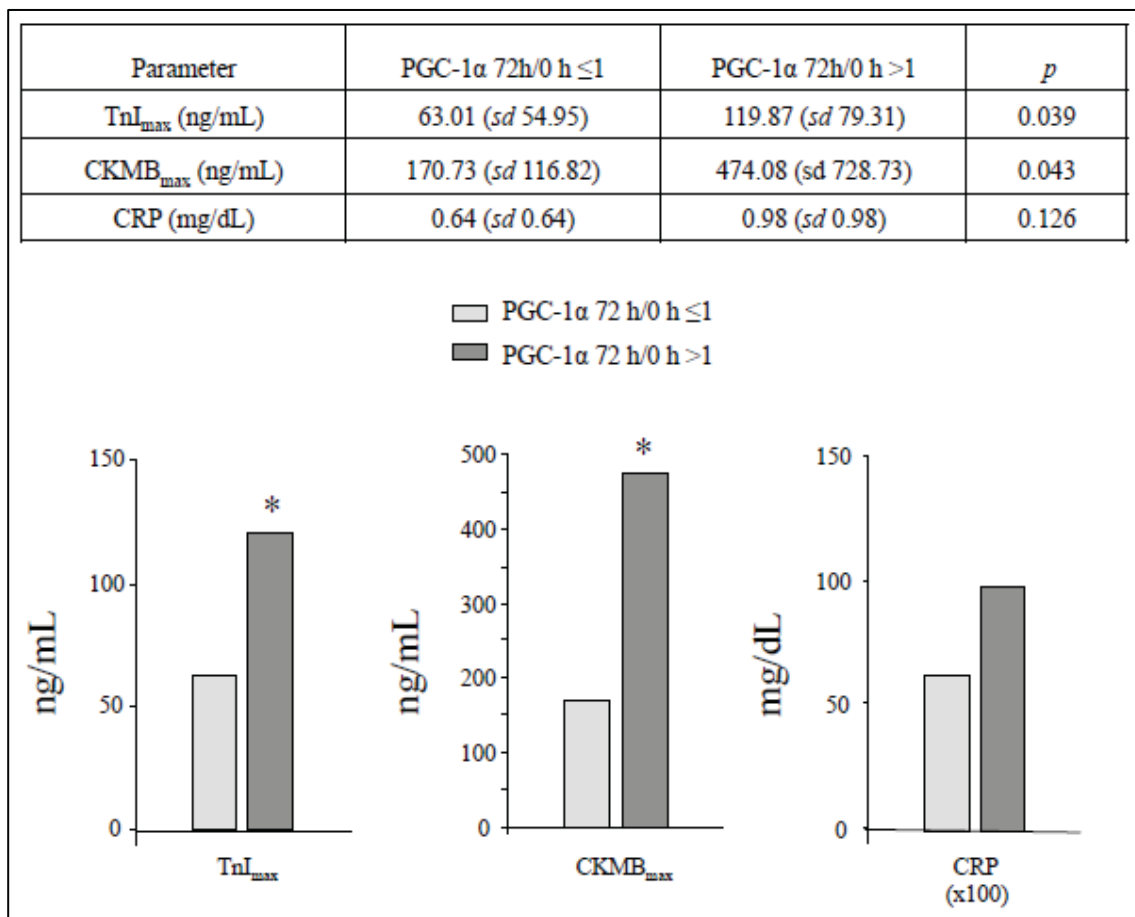 Parameter PGC-1α 72h/0 h ≤1 PGC-1α 72h/0 h >1 p
TnImax (ng/mL) 63.01 (sd 54.95) 119.87 (sd 79.31) 0.039
CKMBmax (ng/mL) 170.73 (sd 116.82) 474.08 (sd 728.73) 0.043
CRP (mg/dL) 0.64 (sd 0.64) 0.98 (sd 0.98) 0.126
PGC-1α 72 h/0 h ≤1
PGC-1α 72 h/0 h >1
ng/mL
150
100
50
0
*
TnImax
ng/mL
500
400
300
200
100
0
*
CKMBmax
mg/dL
150
100
50
0
CRP
(x100)